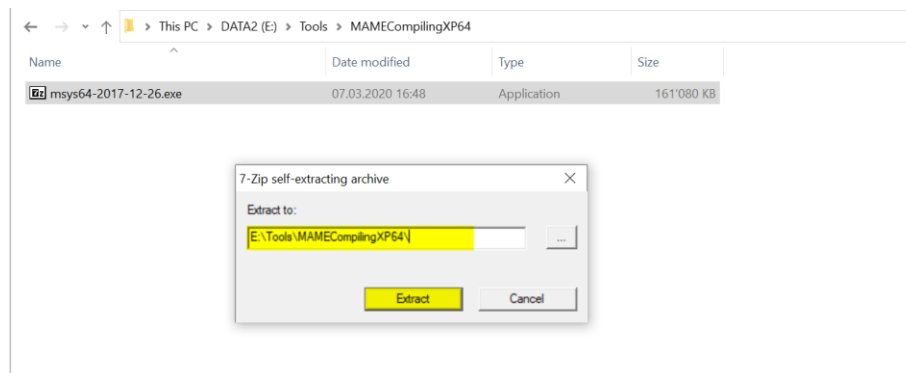 This PC > DATA2 (E:) > Tools > MAMECompilingXP64
Name Date modified Type Size
7z msys64-2017-12-26.exe 07.03.2020 16:48 Application 161'080 KB
7-Zip self-extracting archive
Extract to:
E:\Tools\MAMECompilingXP64\
...
Extract Cancel